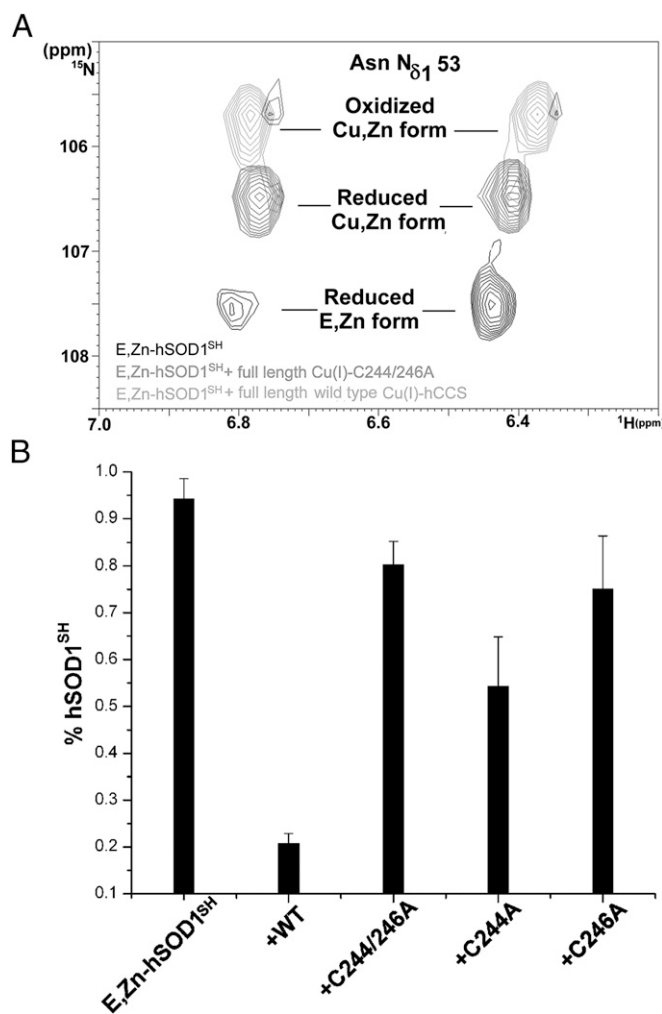 A
(ppm)
15N
Asn Nδ1 53
Oxidized
Cu,Zn form
106
Reduced
Cu,Zn form
107
Reduced
E,Zn form
E,Zn-hSOD1SH
108
E,Zn-hSOD1SH+ full length Cu(I)-C244/246A
E,Zn-hSOD1SH+ full length wild type Cu(I)-hCCS
7.0 6.8 6.6 6.4 1H(ppm)
B
1.0
0.9
0.8
0.7
0.6
0.5
0.4
0.3
0.2
0.1
% hSOD1SH
E,Zn-hSOD1SH
+WT
+C244/246A
+C244A
+C246A